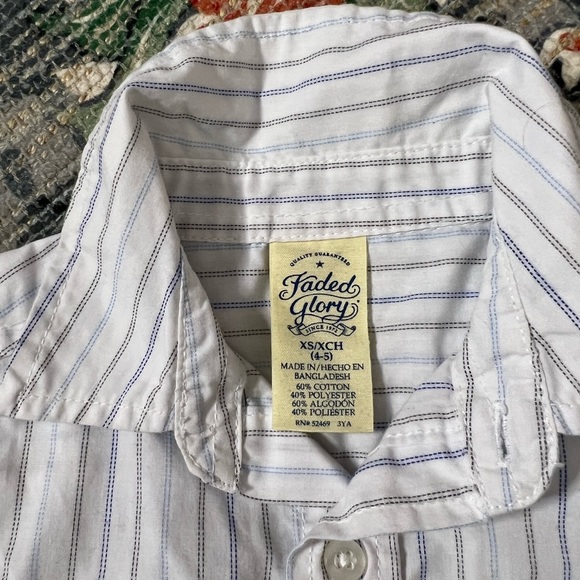 QUALITY GUARANTEED
Faded
Glory
SINCE 1972
XS/XCH
(4-5)
MADE IN/HECHO EN
BANGLADESH
60% COTTON
40% POLYESTER
60% ALGODÓN
40% POLIESTER
RN# 52469 3YA